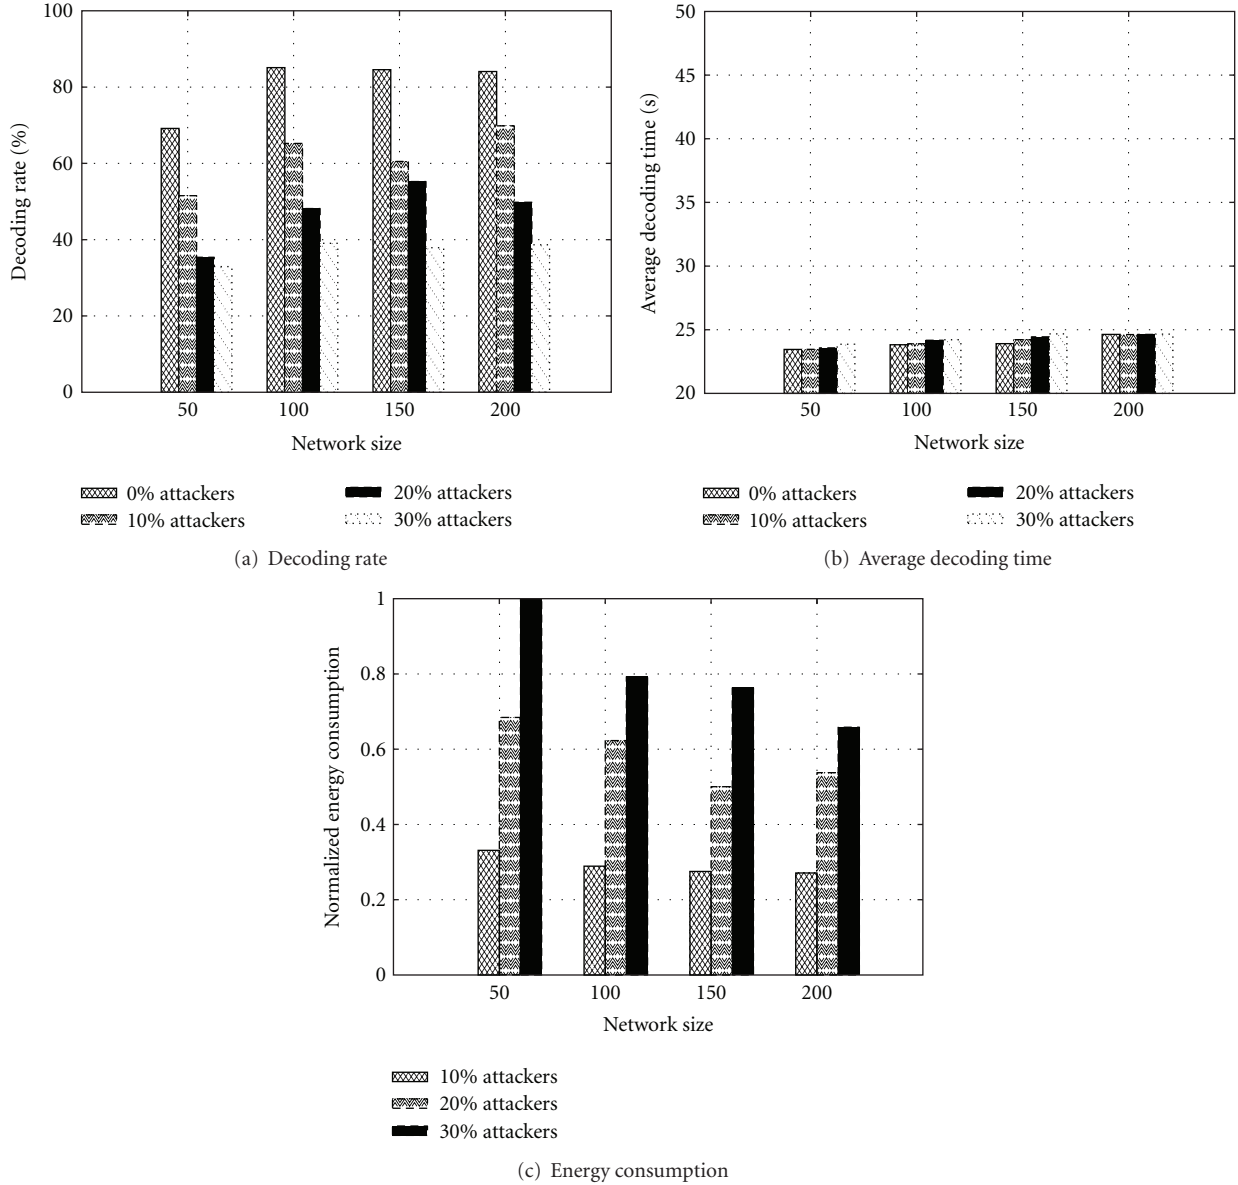 100
80
60
40
20
0
Decoding rate (%)
50 100 150 200
Network size
0% attackers 20% attackers
10% attackers 30% attackers
(a) Decoding rate
50
45
40
35
30
25
20
Average decoding time (s)
50 100 150 200
Network size
0% attackers 20% attackers
10% attackers 30% attackers
(b) Average decoding time
1
0.8
0.6
0.4
0.2
0
Normalized energy consumption
50 100 150 200
Network size
10% attackers
20% attackers
30% attackers
(c) Energy consumption